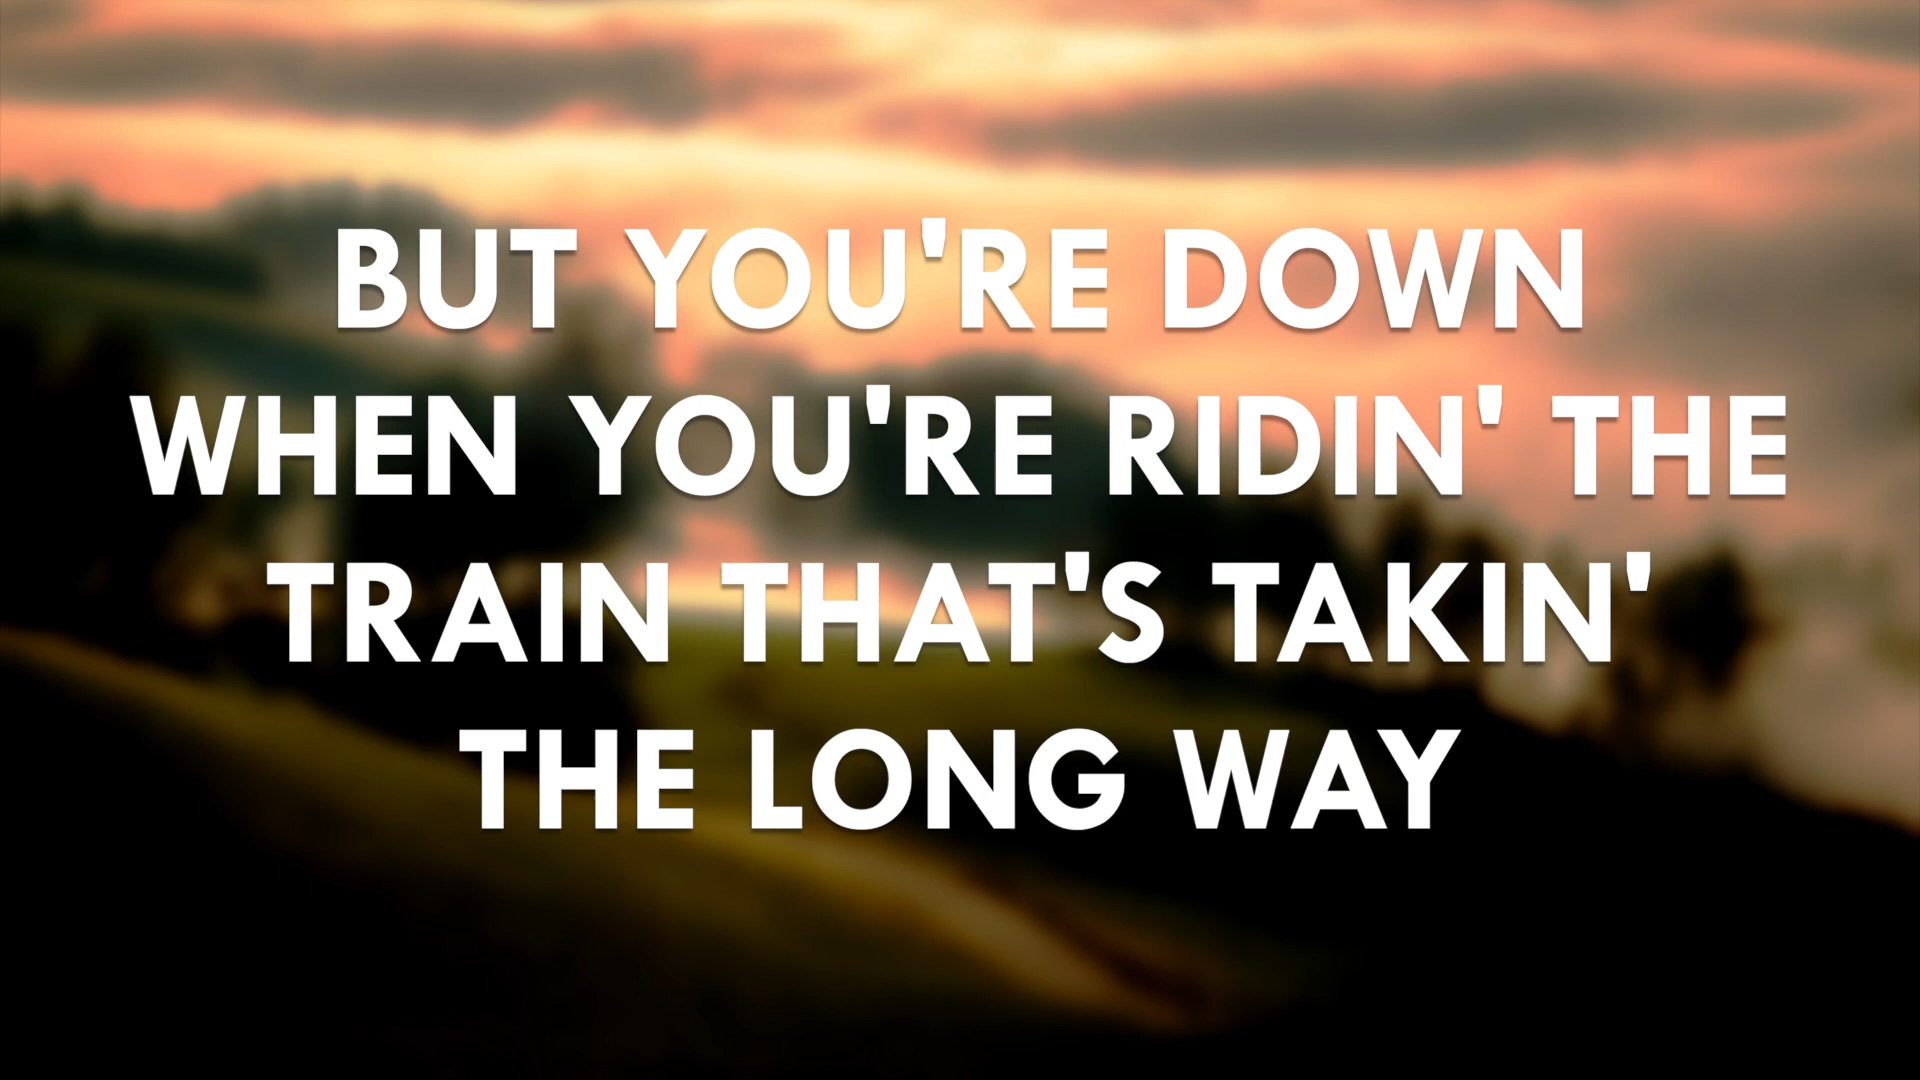 BUT YOU'RE DOWN
WHEN YOU'RE RIDIN' THE
TRAIN THAT'S TAKIN'
THE LONG WAY